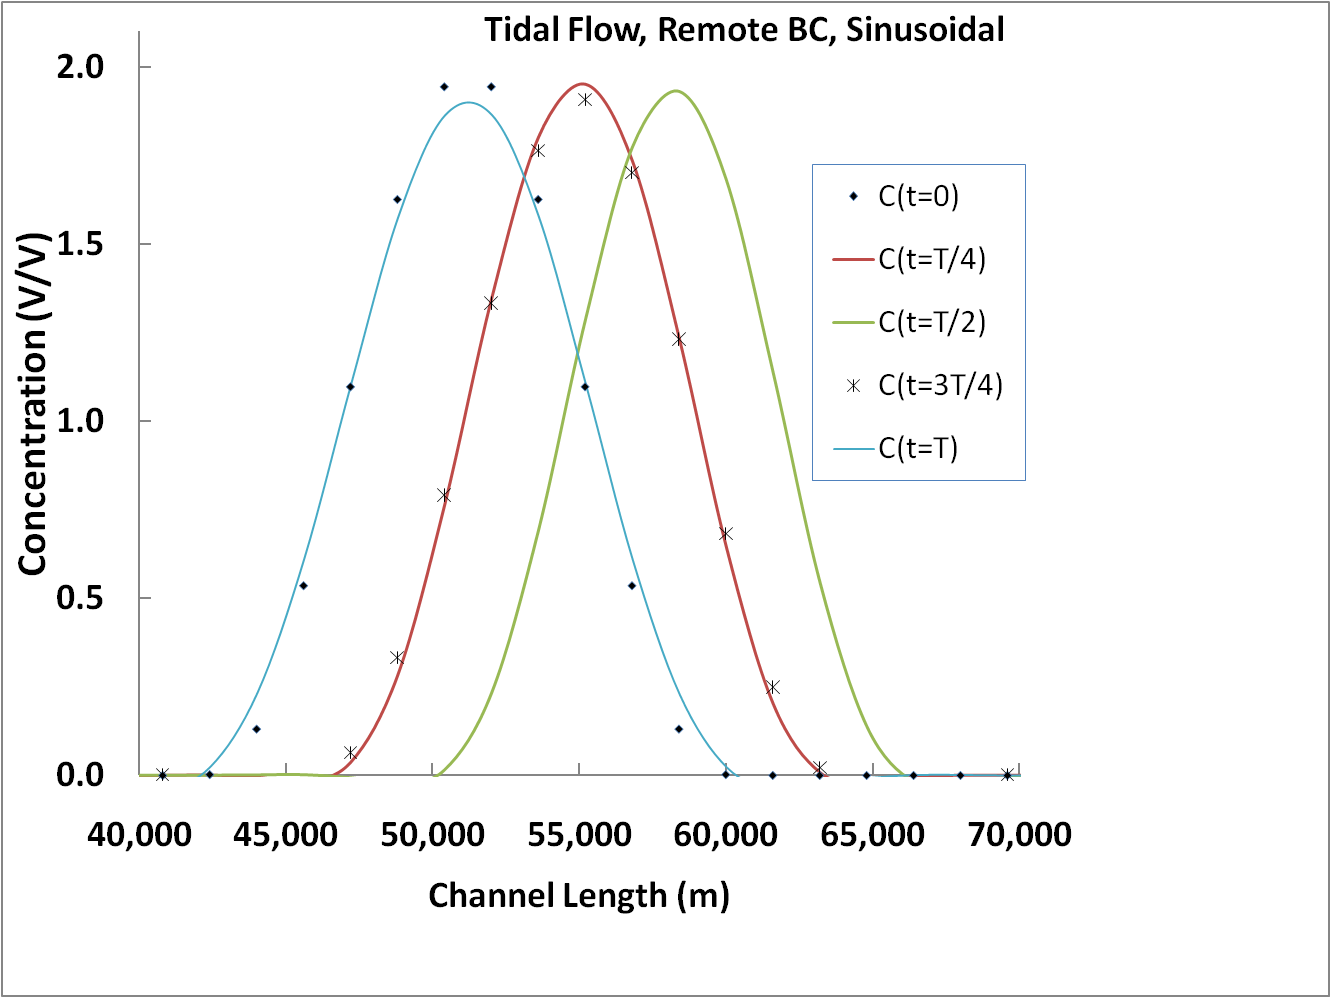 Tidal Flow, Remote BC, Sinusoidal
2.0
1.5
1.0
0.5
0.0
Concentration (V/V)
C(t=0)
C(t=T/4)
C(t=T/2)
C(t=3T/4)
C(t=T)
40,000 45,000 50,000 55,000 60,000 65,000 70,000
Channel Length (m)